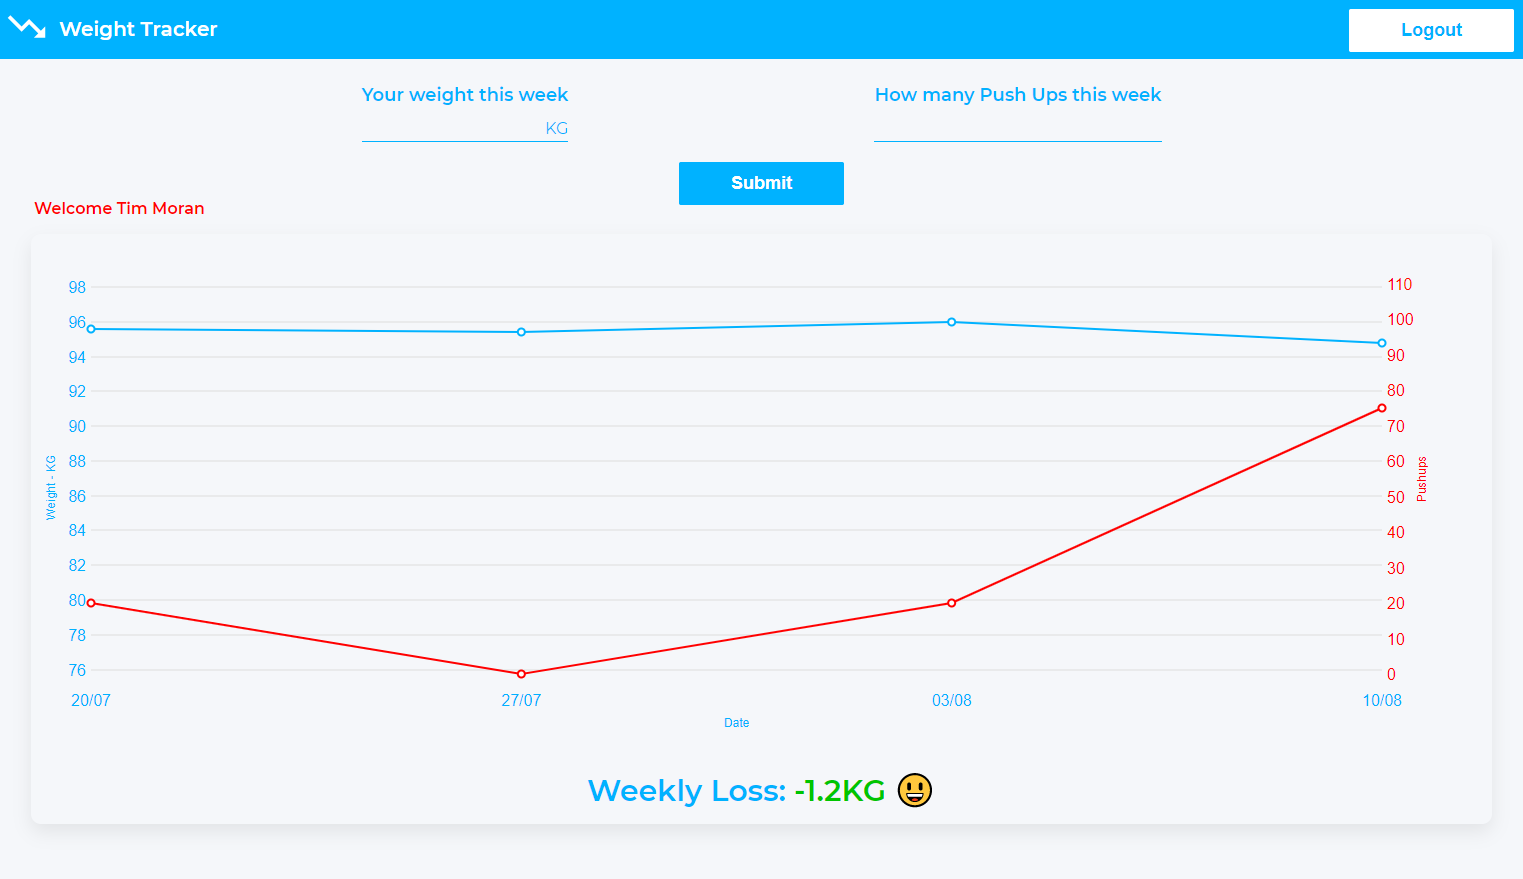 Weight Tracker
Logout
Your weight this week
How many Push Ups this week
KG
Submit
Welcome Tim Moran
98
96
94
92
90
88
86
84
82
80
78
76
Weight - KG
110
100
90
80
70
60
50
40
30
20
10
0
Pushups
20/07
27/07
03/08
10/08
Date
Weekly Loss: -1.2KG